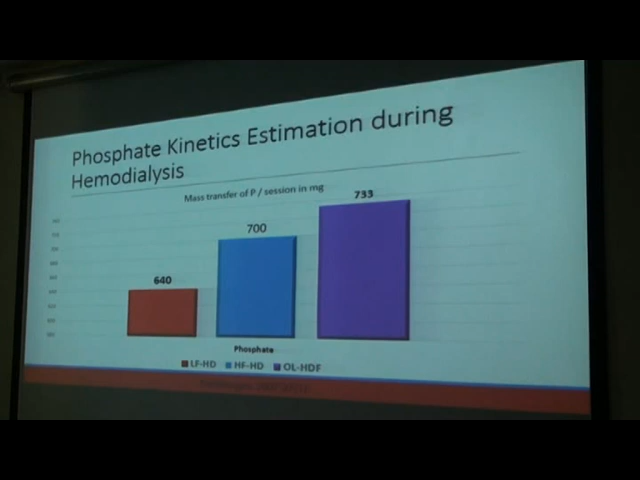 Phosphate Kinetics Estimation during
Hemodialysis
Mass transfer of P / session in mg
733
700
640
Phosphate
LF-HD HF-HD OL-HDF